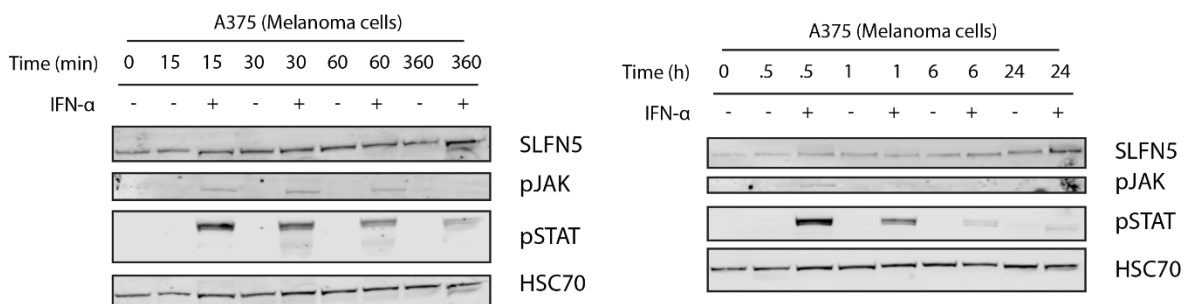 A375 (Melanoma cells)
Time (min) 0 15 15 30 30 60 60 360 360
IFN-α - - + - + - + - +
SLFN5
pJAK
pSTAT
HSC70
A375 (Melanoma cells)
Time (h) 0 .5 .5 1 1 6 6 24 24
IFN-α - - + - + - + - +
SLFN5
pJAK
pSTAT
HSC70